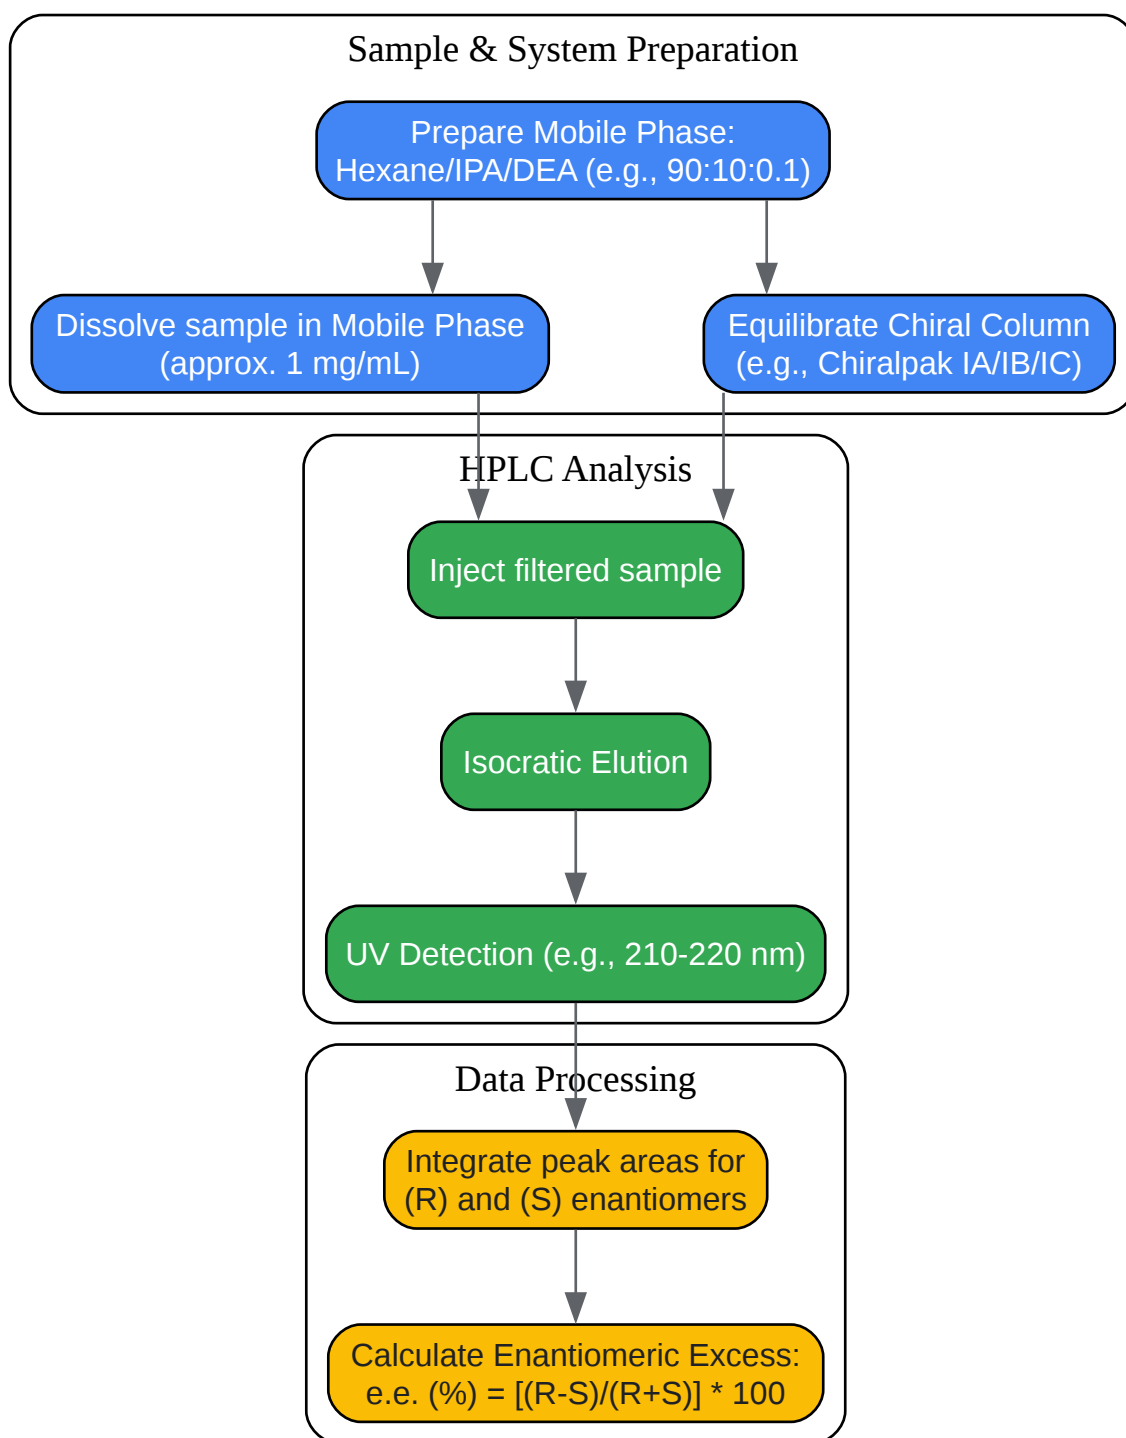 Sample & System Preparation
Prepare Mobile Phase:
Hexane/IPA/DEA (e.g., 90:10:0.1)
Dissolve sample in Mobile Phase
(approx. 1 mg/mL)
Equilibrate Chiral Column
(e.g., Chiralpak IA/IB/IC)
HPLC Analysis
Inject filtered sample
Isocratic Elution
UV Detection (e.g., 210-220 nm)
Data Processing
Integrate peak areas for
(R) and (S) enantiomers
Calculate Enantiomeric Excess:
e.e. (%) = [(R-S)/(R+S)] * 100